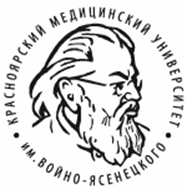 • КРАСНОЯРСКИЙ МЕДИЦИНСКИЙ УНИВЕРСИТЕТ •
ИМ. ВОЙНО-ЯСЕНЕЦКОГО